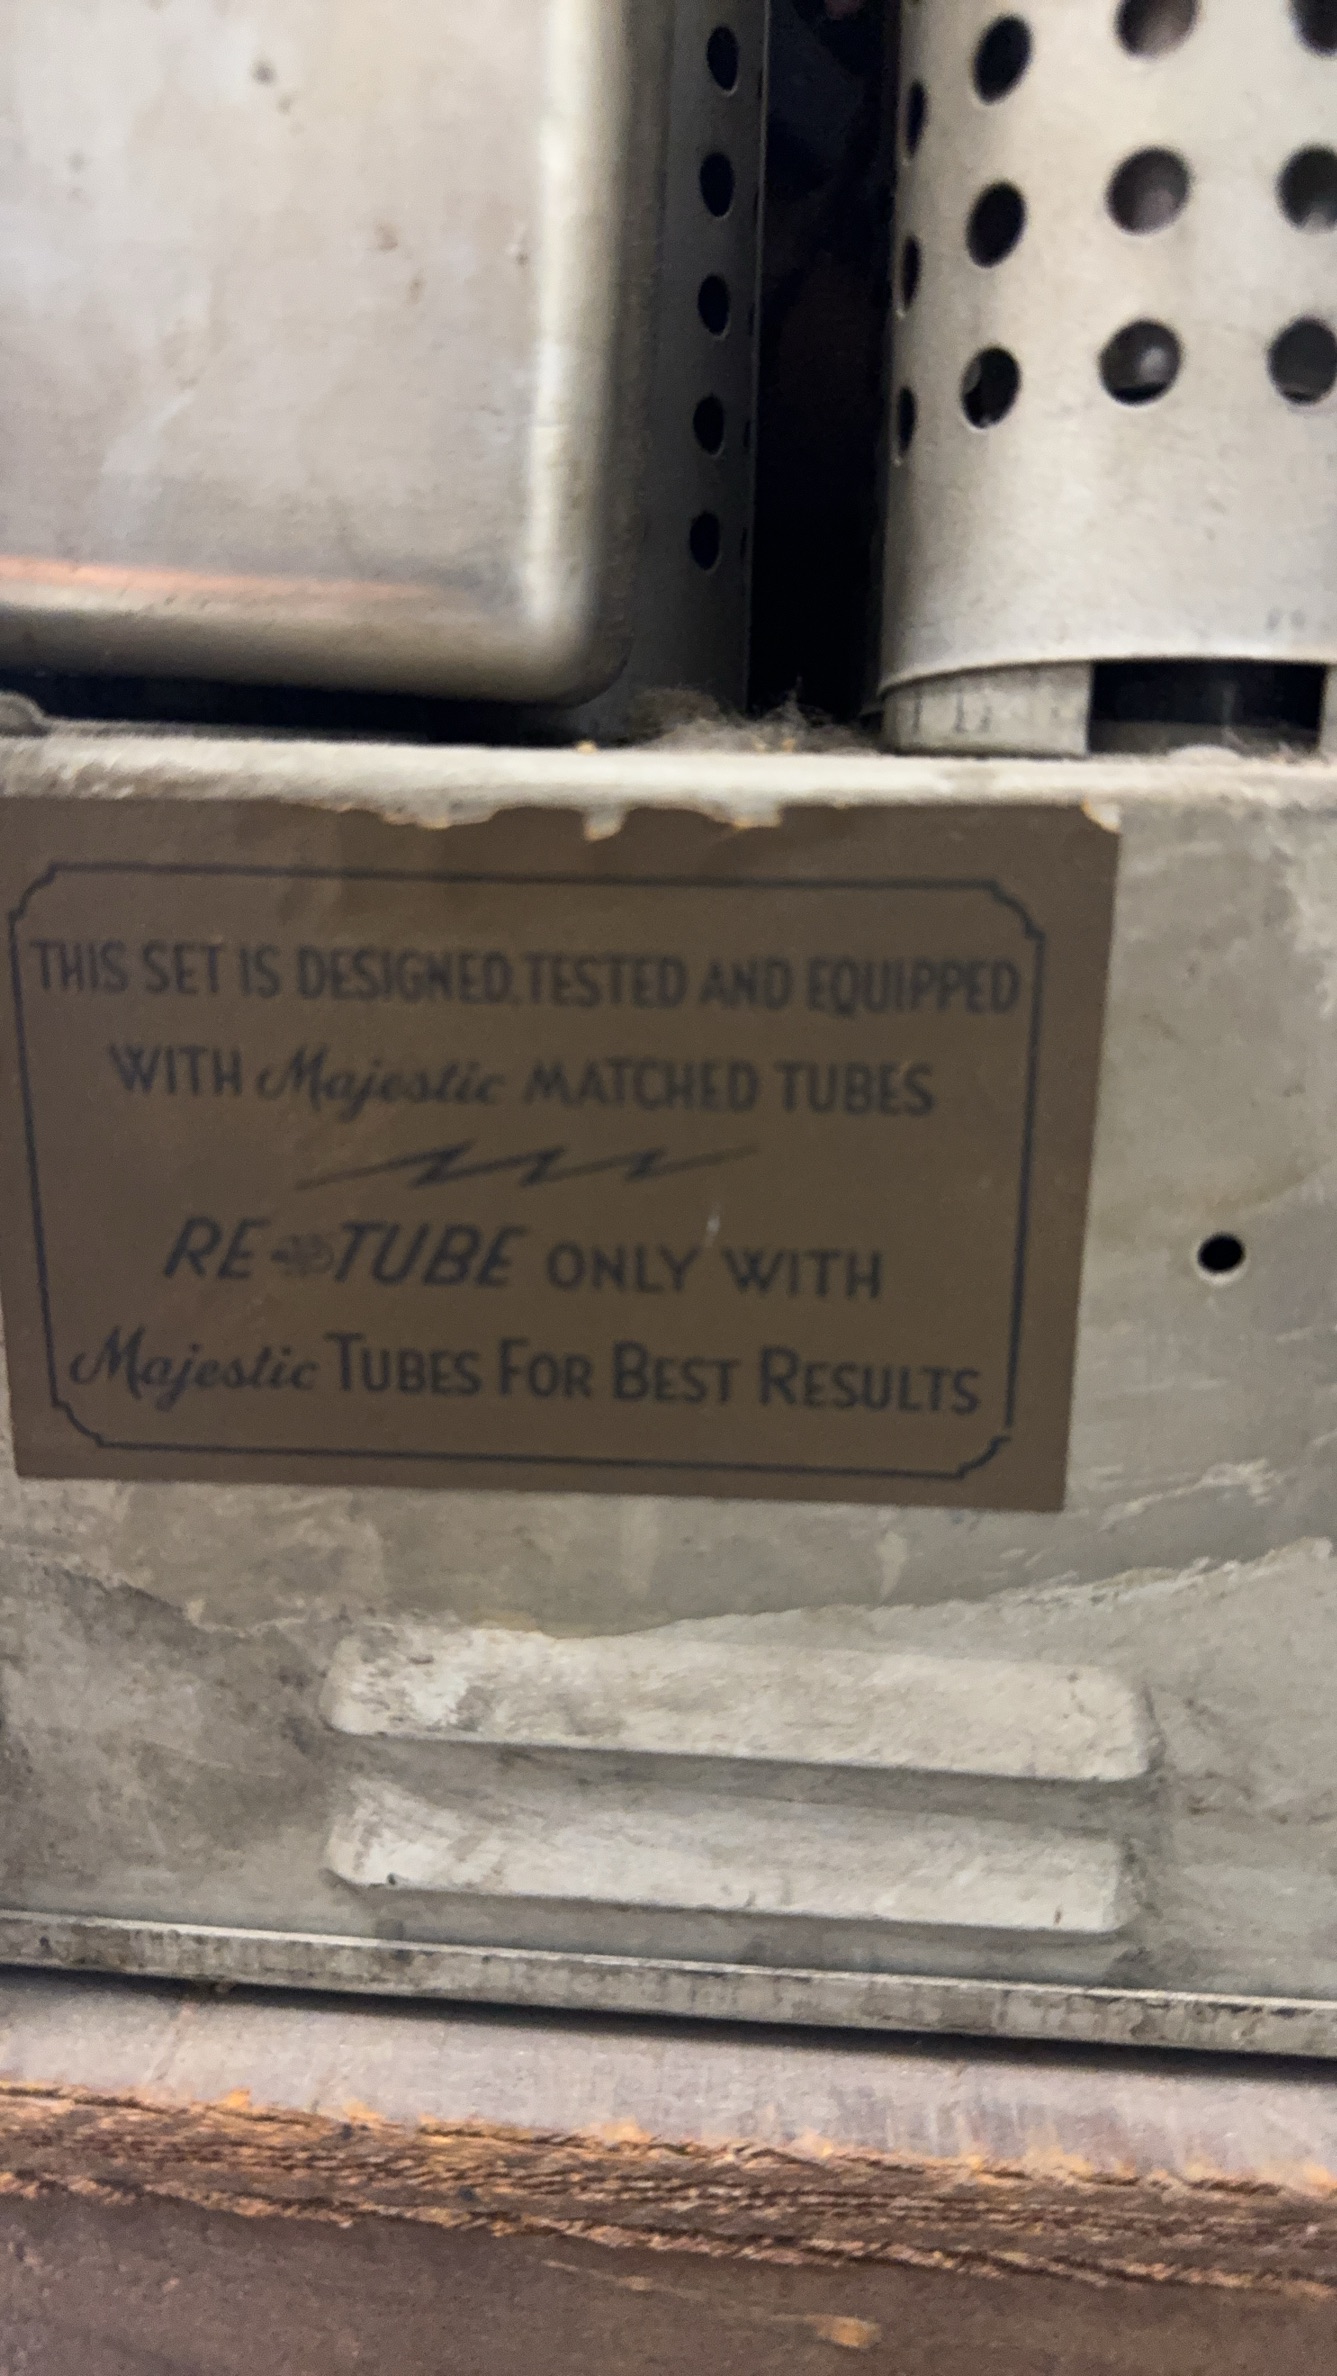 THIS SET IS DESIGNED, TESTED AND EQUIPPED
WITH Majestic MATCHED TUBES
RE-TUBE ONLY WITH
Majestic TUBES FOR BEST RESULTS